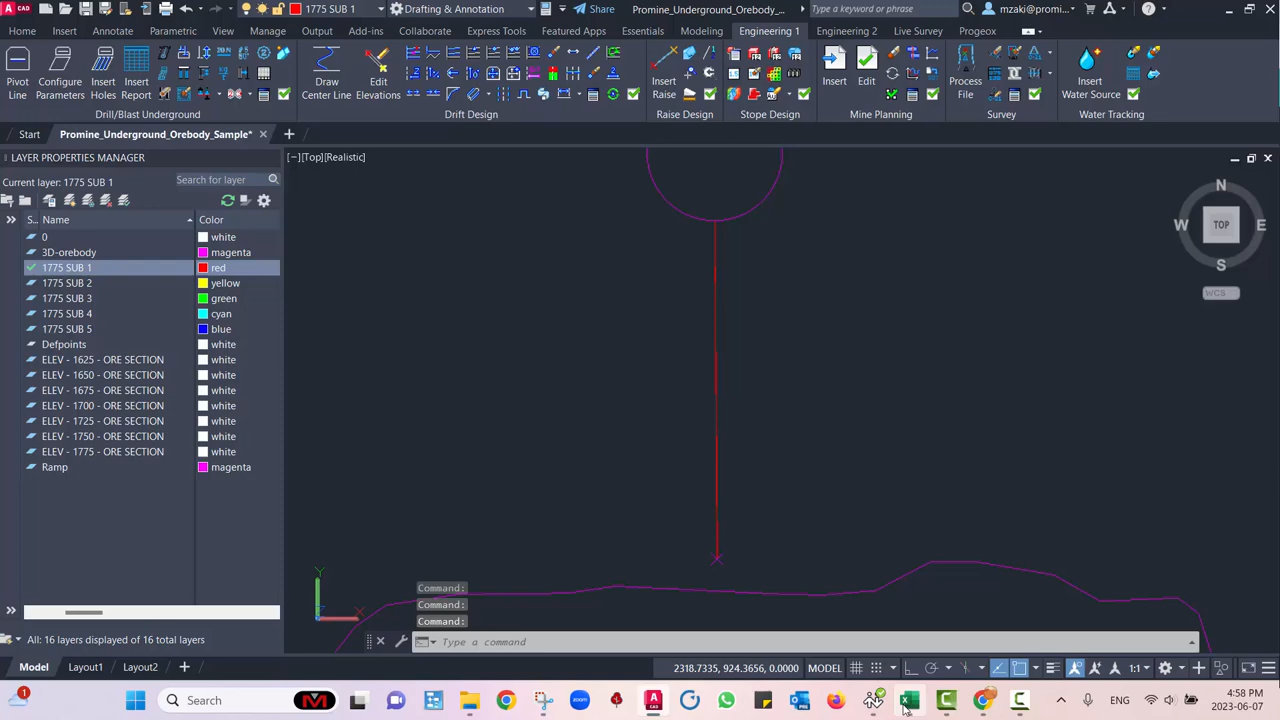 CAD
1775 SUB 1
Drafting & Annotation
Share
Promine_Underground_Orebody_...
Type a keyword or phrase
mzaki@promi...
Home
Insert
Annotate
Parametric
View
Manage
Output
Add-ins
Collaborate
Express Tools
Featured Apps
Essentials
Modeling
Engineering 1
Engineering 2
Live Survey
Progeox
Pivot
Line
Configure
Parameters
Insert
Holes
Insert
Report
Draw
Center Line
Edit
Elevations
Insert
Raise
Insert
Edit
Process
File
Insert
Water Source
Drill/Blast Underground
Drift Design
Raise Design
Stope Design
Mine Planning
Survey
Water Tracking
Start
Promine_Underground_Orebody_Sample*
LAYER PROPERTIES MANAGER
Current layer: 1775 SUB 1
Search for layer
S.. Name Color
0 white
3D-orebody magenta
1775 SUB 1 red
1775 SUB 2 yellow
1775 SUB 3 green
1775 SUB 4 cyan
1775 SUB 5 blue
Defpoints white
ELEV - 1625 - ORE SECTION white
ELEV - 1650 - ORE SECTION white
ELEV - 1675 - ORE SECTION white
ELEV - 1700 - ORE SECTION white
ELEV - 1725 - ORE SECTION white
ELEV - 1750 - ORE SECTION white
ELEV - 1775 - ORE SECTION white
Ramp magenta
All: 16 layers displayed of 16 total layers
[−][Top][Realistic]
N
W
TOP
E
S
WCS
Y
X
Command:
Command:
Command:
Type a command
Model
Layout1
Layout2
2318.7335, 924.3656, 0.0000
MODEL
1:1
1
Search
zoom
ENG
4:58 PM
2023-06-07